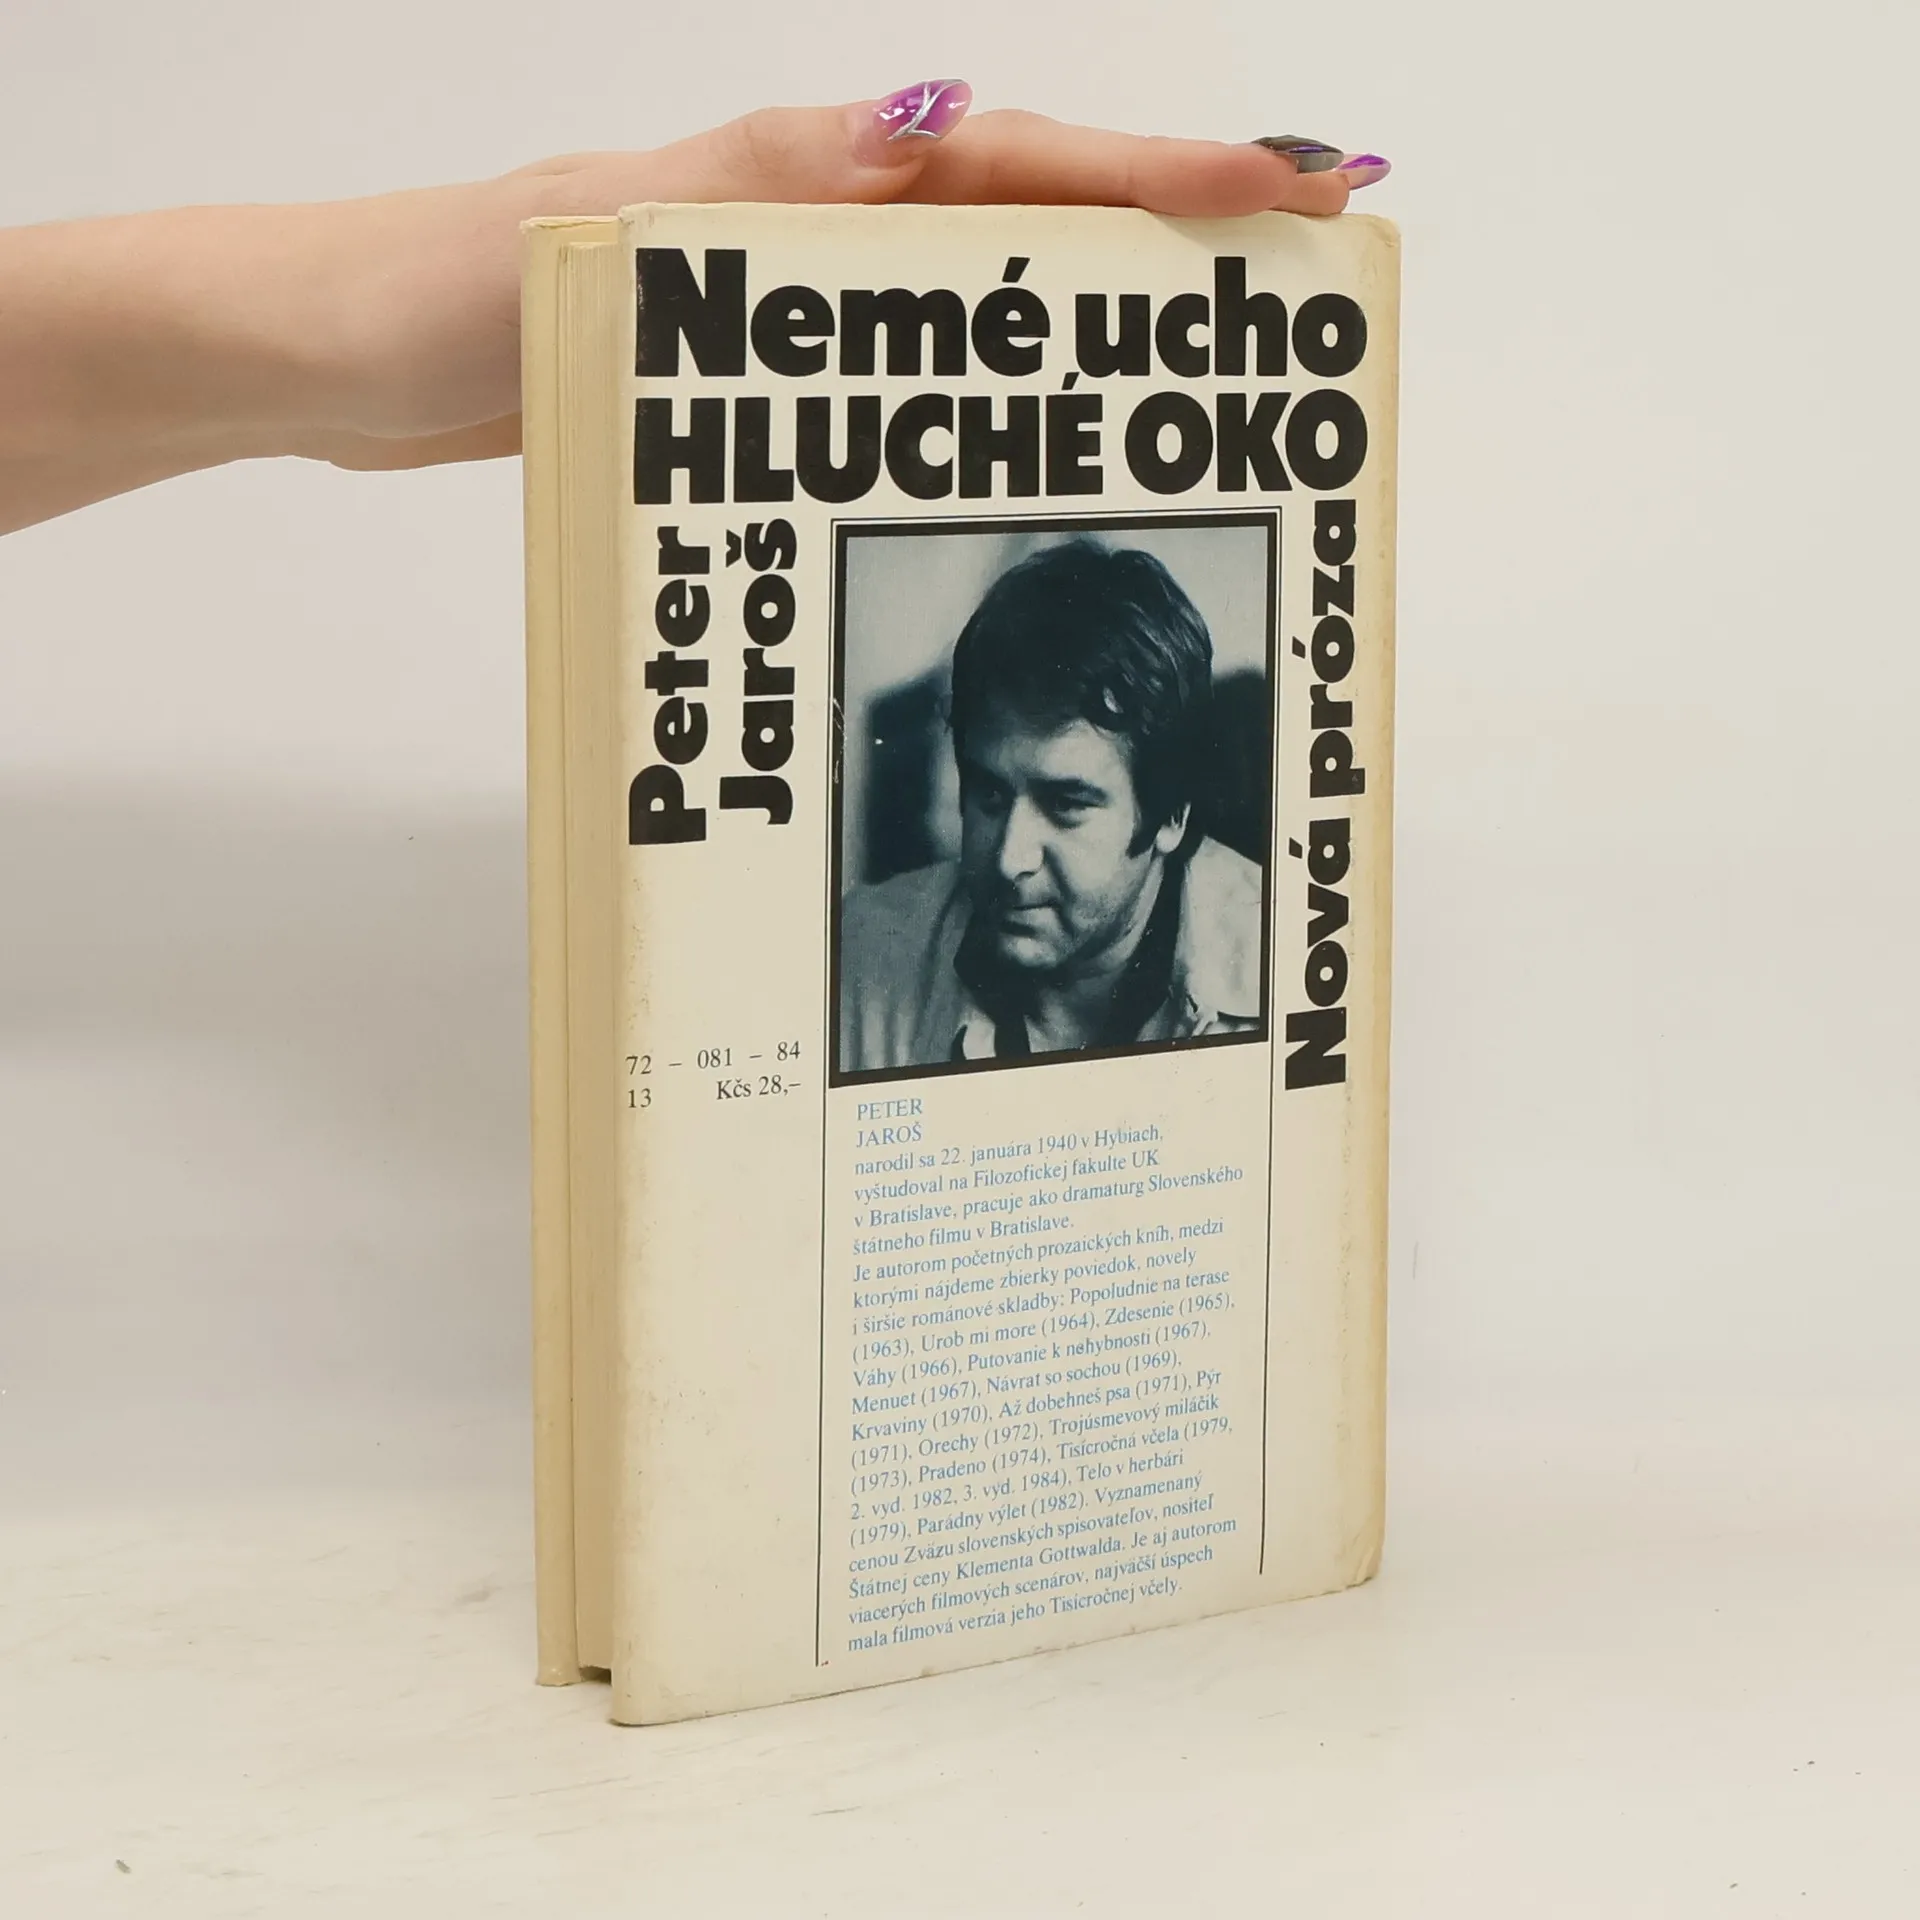 Nemé ucho
HLUCHÉ OKO
Peter
Jaroš
Nová próza
72 – 081 – 84
13 Kčs 28,–
PETER
JAROŠ
narodil sa 22. januára 1940 v Hybiach,
vyštudoval na Filozofickej fakulte UK
v Bratislave, pracuje ako dramaturg Slovenského
štátneho filmu v Bratislave.
Je autorom početných prozaických kníh, medzi
ktorými nájdeme zbierky poviedok, novely
i širšie románové skladby: Popoludnie na terase
(1963), Urob mi more (1964), Zdesenie (1965),
Váhy (1966), Putovanie k nehybnosti (1967),
Menuet (1967), Návrat so sochou (1969),
Krvaviny (1970), Až dobehneš psa (1971), Pýr
(1971), Orechy (1972), Trojúsmevový miláčik
(1973), Pradeno (1974), Tisícročná včela (1979,
2. vyd. 1982, 3. vyd. 1984), Telo v herbári
(1979), Parádny výlet (1982). Vyznamenaný
cenou Zväzu slovenských spisovateľov, nositeľ
Štátnej ceny Klementa Gottwalda. Je aj autorom
viacerých filmových scenárov, najväčší úspech
mala filmová verzia jeho Tisícročnej včely.